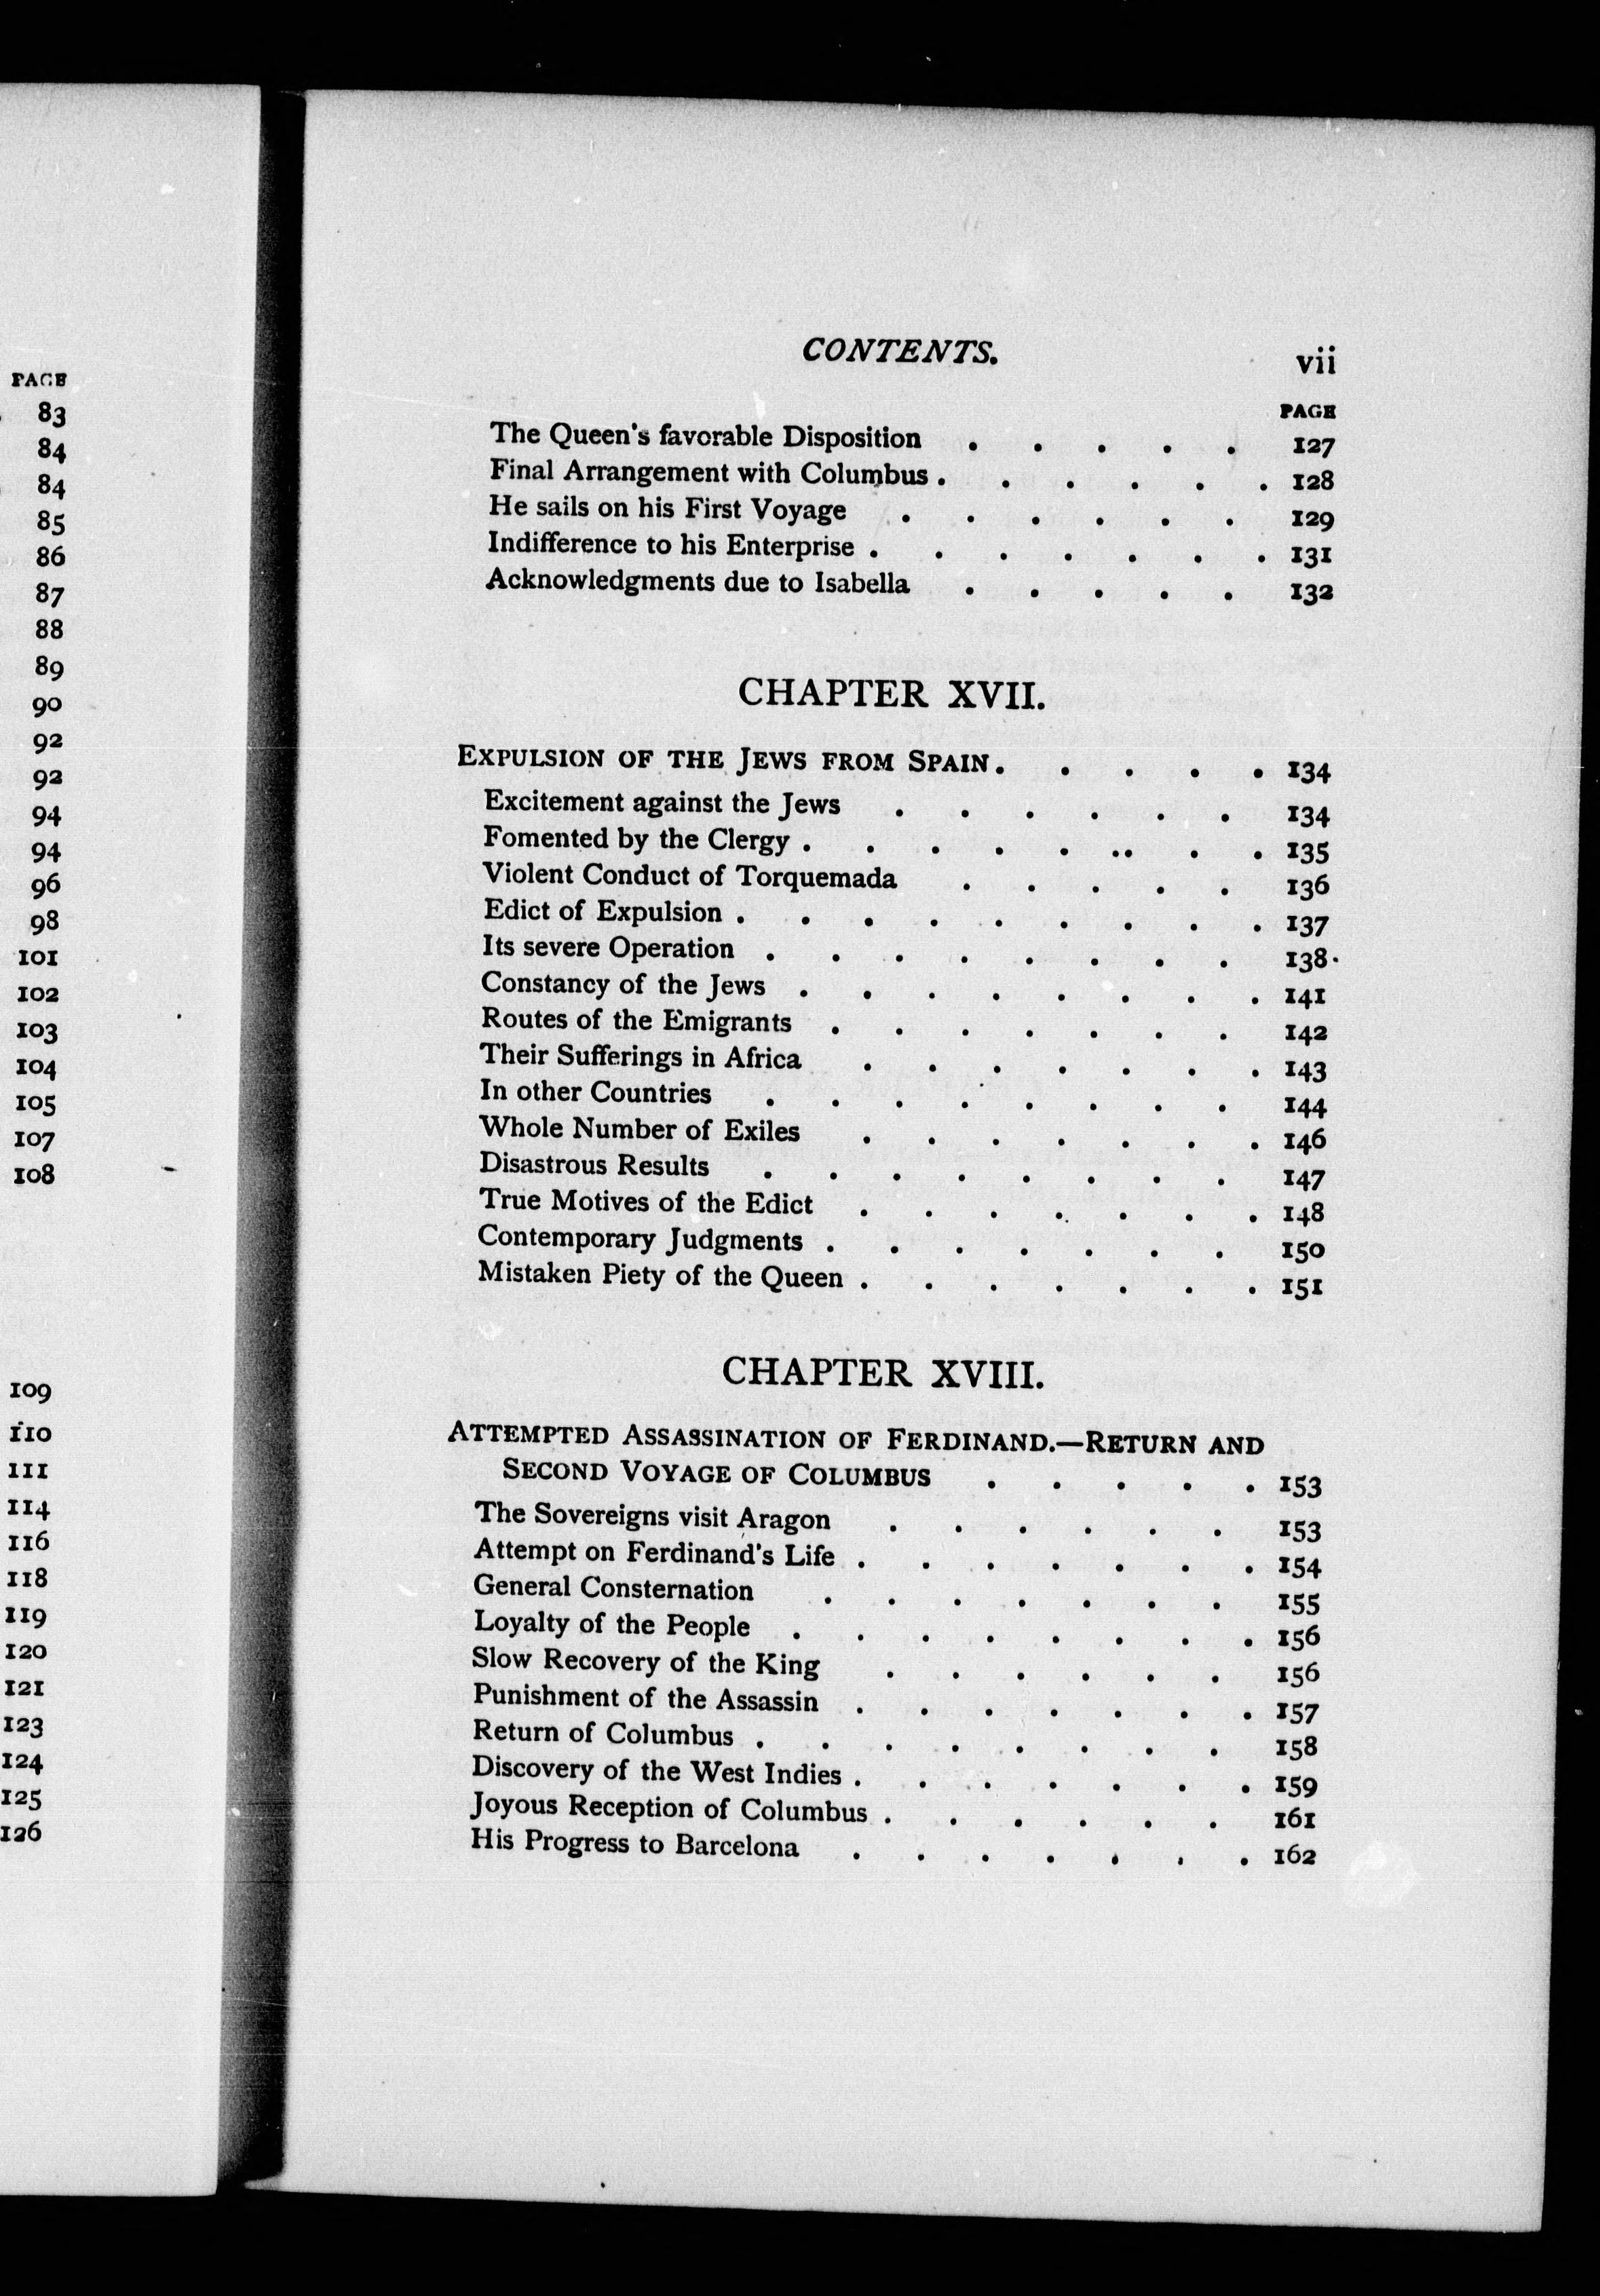 PAGE
83
84
84
85
86
87
88
89
90
92
92
94
94
96
98
101
102
103
104
105
107
108
109
110
111
114
116
118
119
120
121
123
124
125
126
CONTENTS. vii
PAGE
The Queen's favorable Disposition . . . . . 127
Final Arrangement with Columbus . . . . . . 128
He sails on his First Voyage . . . . . . 129
Indifference to his Enterprise . . . . . . . 131
Acknowledgments due to Isabella . . . . . 132
CHAPTER XVII.
EXPULSION OF THE JEWS FROM SPAIN . . . . . 134
Excitement against the Jews . . . . . . 134
Fomented by the Clergy . . . . . .. . . 135
Violent Conduct of Torquemada . . . . . 136
Edict of Expulsion . . . . . . . . . 137
Its severe Operation . . . . . . . . 138
Constancy of the Jews . . . . . . . . 141
Routes of the Emigrants . . . . . . . 142
Their Sufferings in Africa . . . . . . . 143
In other Countries . . . . . . . . 144
Whole Number of Exiles . . . . . . . 146
Disastrous Results . . . . . . . . 147
True Motives of the Edict . . . . . . . 148
Contemporary Judgments . . . . . . . 150
Mistaken Piety of the Queen . . . . . . . 151
CHAPTER XVIII.
ATTEMPTED ASSASSINATION OF FERDINAND.—RETURN AND
SECOND VOYAGE OF COLUMBUS . . . . . 153
The Sovereigns visit Aragon . . . . . . 153
Attempt on Ferdinand's Life . . . . . . . 154
General Consternation . . . . . . . 155
Loyalty of the People . . . . . . . . 156
Slow Recovery of the King . . . . . . 156
Punishment of the Assassin . . . . . . . 157
Return of Columbus . . . . . . . . 158
Discovery of the West Indies . . . . . . . 159
Joyous Reception of Columbus . . . . . . 161
His Progress to Barcelona . . . . . . . 162